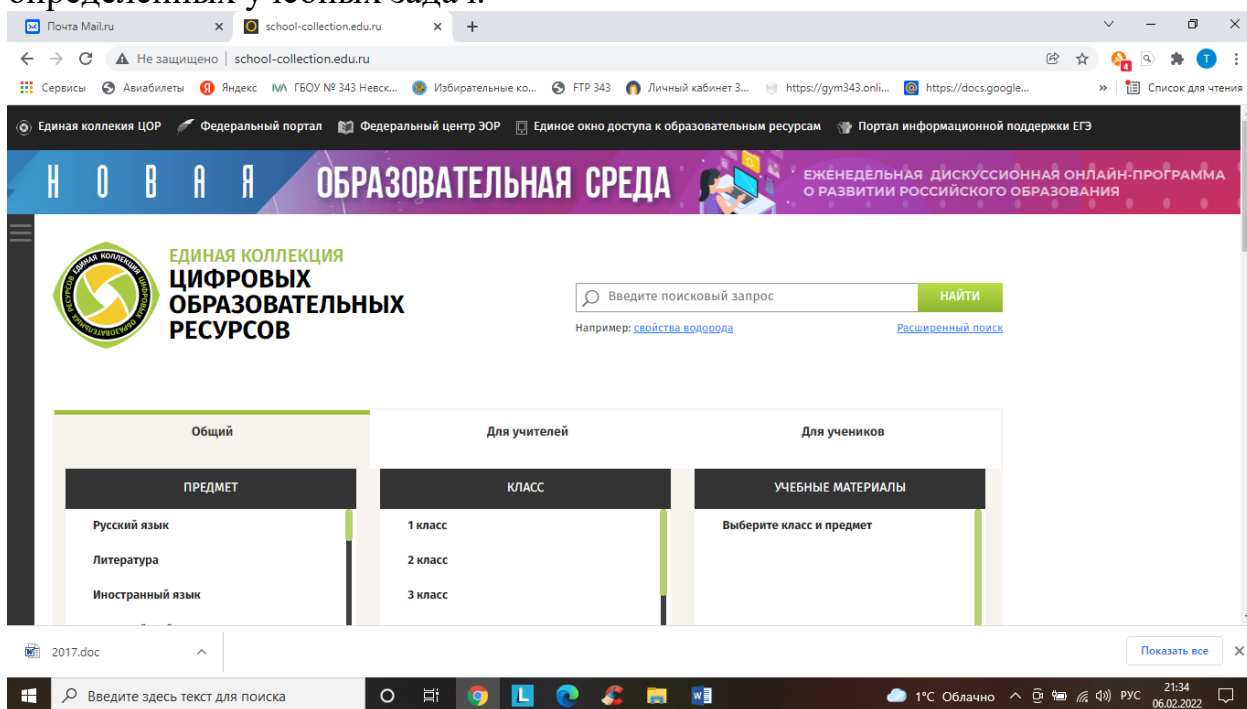 определенных учебных задач.
Почта Mail.ru
school-collection.edu.ru
Не защищено | school-collection.edu.ru
4
T
Сервисы Авиабилеты Яндекс ГБОУ № 343 Невск... Избирательные ко... FTP 343 Личный кабинет 3... https://gym343.onli... https://docs.google... » Список для чтения
Единая коллекия ЦОР Федеральный портал Федеральный центр ЭОР Единое окно доступа к образовательным ресурсам Портал информационной поддержки ЕГЭ
НОВАЯ ОБРАЗОВАТЕЛЬНАЯ СРЕДА
ЕЖЕНЕДЕЛЬНАЯ ДИСКУССИОННАЯ ОНЛАЙН-ПРОГРАММА
О РАЗВИТИИ РОССИЙСКОГО ОБРАЗОВАНИЯ
ЕДИНАЯ КОЛЛЕКЦИЯ
ЦИФРОВЫХ
ОБРАЗОВАТЕЛЬНЫХ
РЕСУРСОВ
Введите поисковый запрос
НАЙТИ
Например: свойства водорода
Расширенный поиск
Общий
Для учителей
Для учеников
ПРЕДМЕТ
КЛАСС
УЧЕБНЫЕ МАТЕРИАЛЫ
Русский язык
1 класс
Выберите класс и предмет
Литература
2 класс
Иностранный язык
3 класс
2017.doc
Показать все
Введите здесь текст для поиска
1°C Облачно
РУС
21:34
06.02.2022